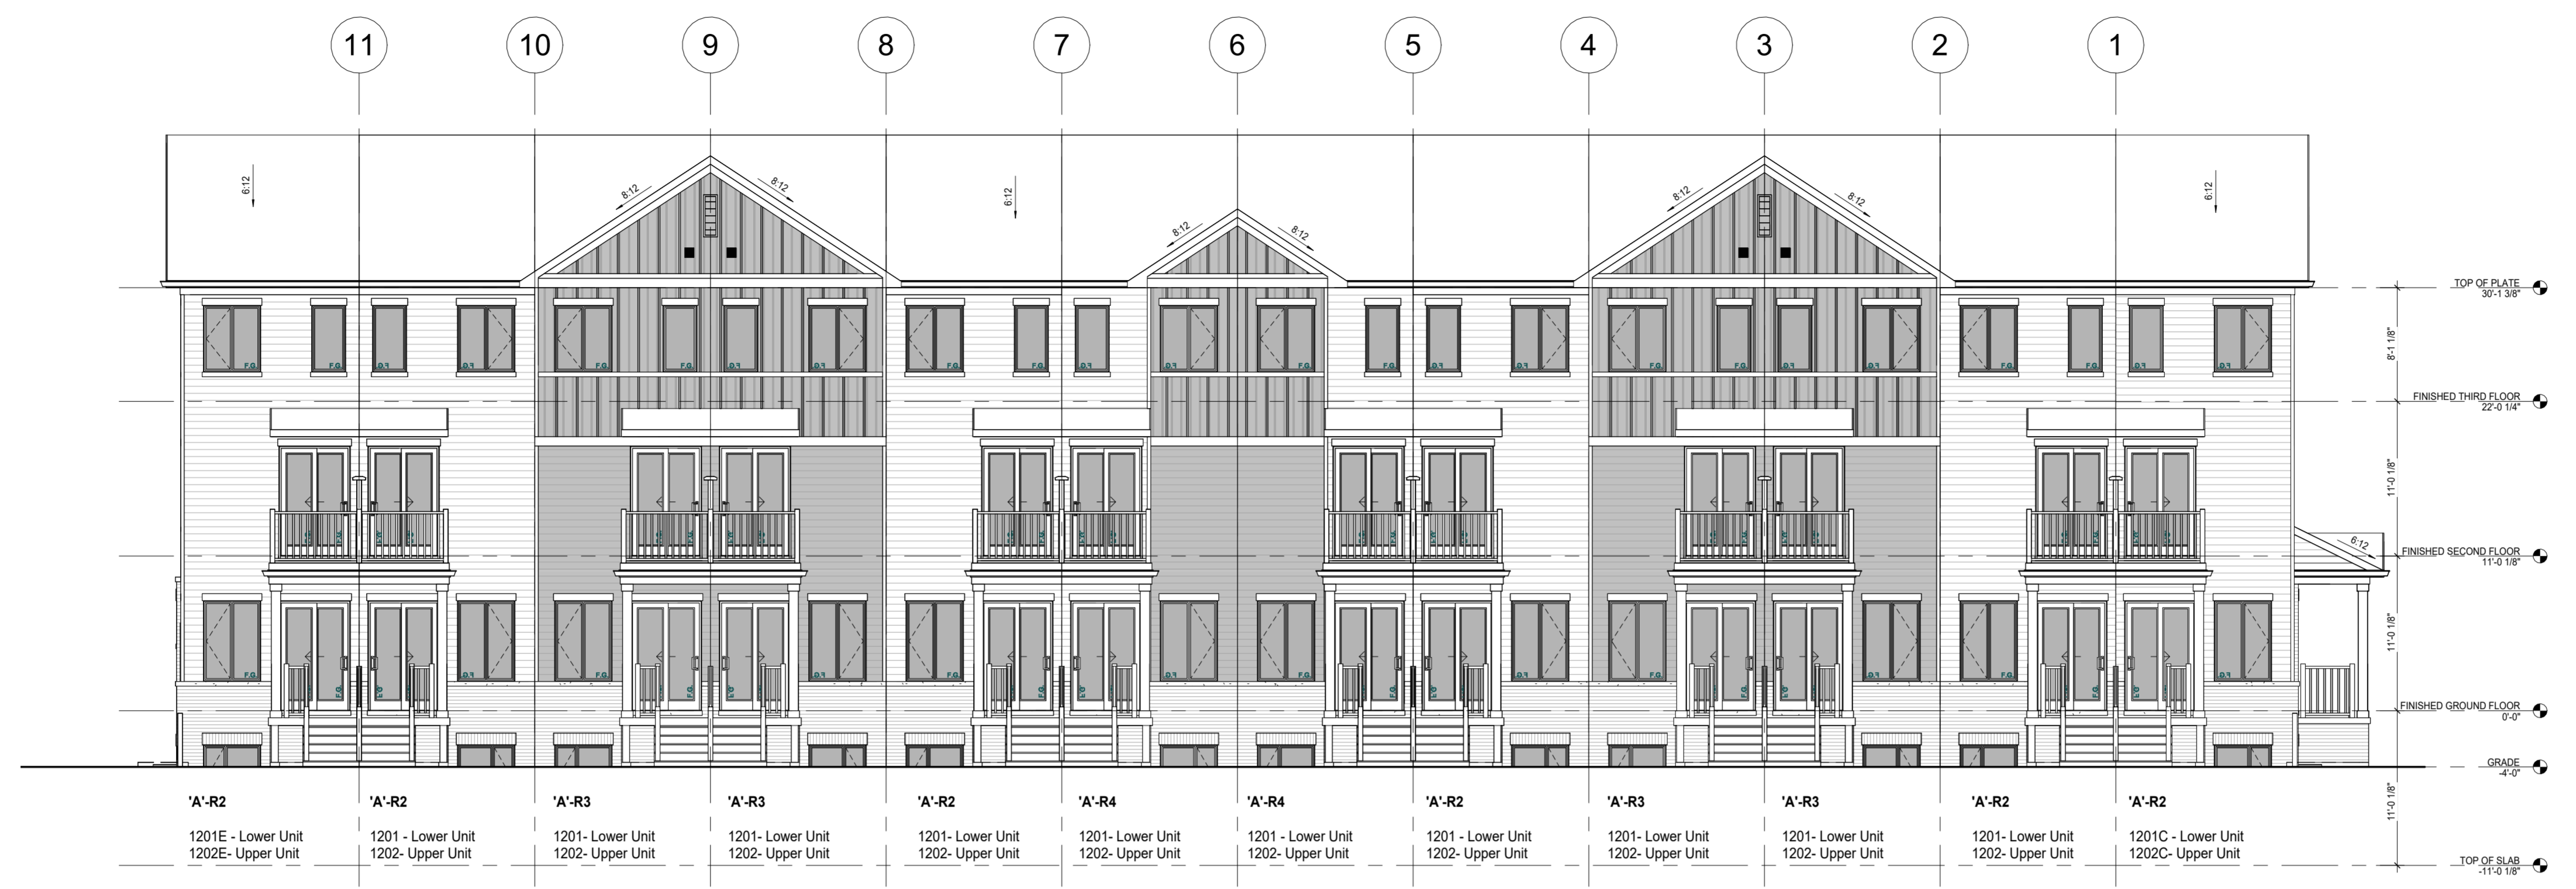 11 10 9 8 7 6 5 4 3 2 1
6:12 8:12 8:12 6:12 8:12 8:12 8:12 8:12 6:12
TOP OF PLATE
30'-1 3/8"
8'-1 1/8"
F.G. F.G. F.G. F.G. F.G. F.G. F.G. F.G. F.G. F.G. F.G. F.G. F.G. F.G. F.G. F.G. F.G. F.G. F.G. F.G. F.G. F.G. F.G. F.G.
FINISHED THIRD FLOOR
22'-0 1/4"
11'-0 1/8"
6:12
FINISHED SECOND FLOOR
11'-0 1/8"
11'-0 1/8"
F.G. F.G. F.G. F.G. F.G. F.G. F.G. F.G. F.G. F.G. F.G. F.G.
FINISHED GROUND FLOOR
0'-0"
GRADE
-4'-0"
11'-0 1/8"
'A'-R2 'A'-R2 'A'-R3 'A'-R3 'A'-R2 'A'-R4 'A'-R4 'A'-R2 'A'-R3 'A'-R3 'A'-R2 'A'-R2
1201E - Lower Unit 1201 - Lower Unit 1201- Lower Unit 1201- Lower Unit 1201- Lower Unit 1201- Lower Unit 1201 - Lower Unit 1201 - Lower Unit 1201- Lower Unit 1201- Lower Unit 1201- Lower Unit 1201C - Lower Unit
1202E- Upper Unit 1202- Upper Unit 1202- Upper Unit 1202- Upper Unit 1202- Upper Unit 1202- Upper Unit 1202- Upper Unit 1202- Upper Unit 1202- Upper Unit 1202- Upper Unit 1202- Upper Unit 1202C- Upper Unit
TOP OF SLAB
-11'-0 1/8"